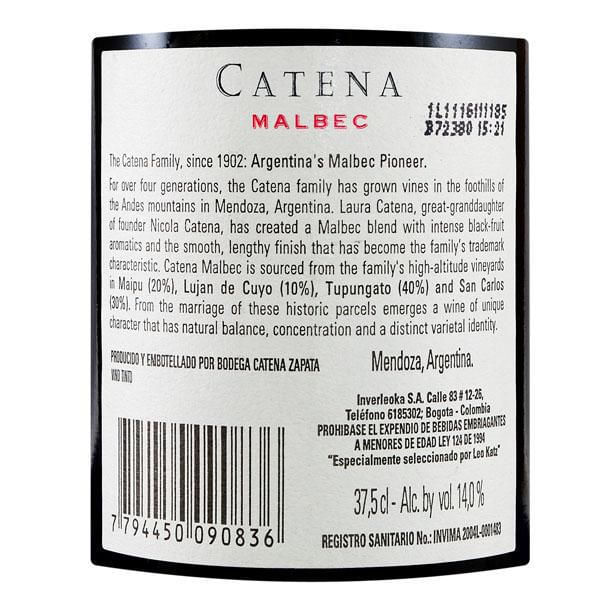 CATENA
MALBEC
1L1116111185
B72380 15:21
The Catena Family, since 1902: Argentina's Malbec Pioneer.
For over four generations, the Catena family has grown vines in the foothills of
the Andes mountains in Mendoza, Argentina. Laura Catena, great-granddaughter
of founder Nicola Catena, has created a Malbec blend with intense black-fruit
aromatics and the smooth, lengthy finish that has become the family's trademark
characteristic. Catena Malbec is sourced from the family's high-altitude vineyards
in Maipu (20%), Lujan de Cuyo (10%), Tupungato (40%) and San Carlos
(30%). From the marriage of these historic parcels emerges a wine of unique
character that has natural balance, concentration and a distinct varietal identity.
PRODUCIDO Y ENBOTELLADO POR BODEGA CATENA ZAPATA
VINO TINTO
Mendoza, Argentina.
Inverleoka S.A. Calle 83 # 12-26,
Teléfono 6185302; Bogota - Colombia
PROHIBASE EL EXPENDIO DE BEBIDAS EMBRIAGANTES
A MENORES DE EDAD LEY 124 DE 1994
"Especialmente seleccionado por Leo Katz"
37,5 cl - Alc. by vol. 14,0 %
7 794450 090836
REGISTRO SANITARIO No.: INVIMA 2004L-0001483